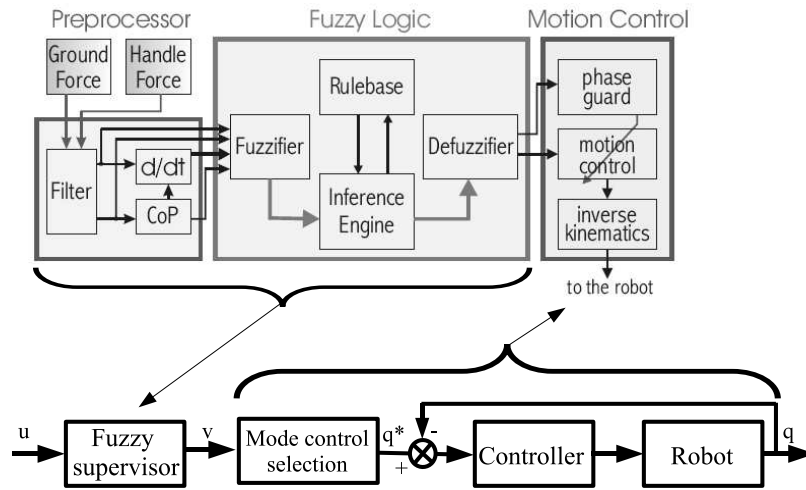 Preprocessor
Fuzzy Logic
Motion Control
Ground
Force
Handle
Force
Filter
d/dt
CoP
Fuzzifier
Rulebase
Inference
Engine
Defuzzifier
phase
guard
motion
control
inverse
kinematics
to the robot
u
Fuzzy
supervisor
v
Mode control
selection
q*
+
-
Controller
Robot
q